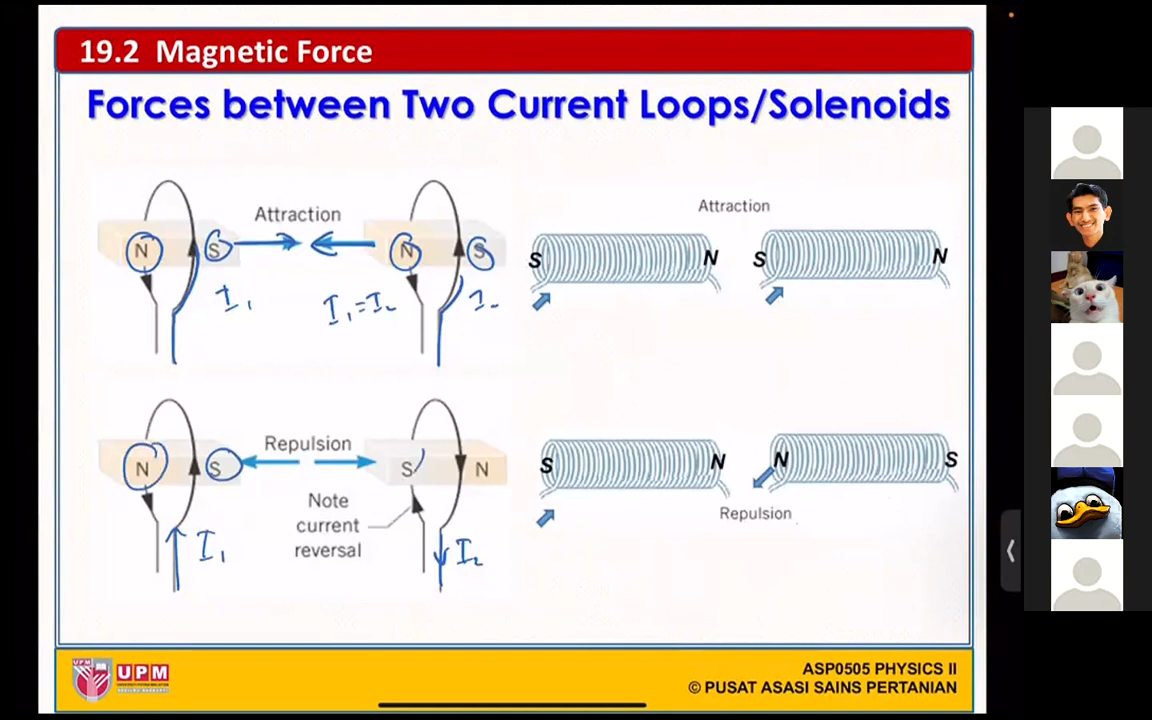 19.2 Magnetic Force
Forces between Two Current Loops/Solenoids
Attraction
N S N S
I₁ I₁=I₂ I₂
Attraction
S N S N
Repulsion
N S S N
Note
current
reversal
I₁ I₂
S N N S
Repulsion
UPM
UPM
ASP0505 PHYSICS II
© PUSAT ASASI SAINS PERTANIAN